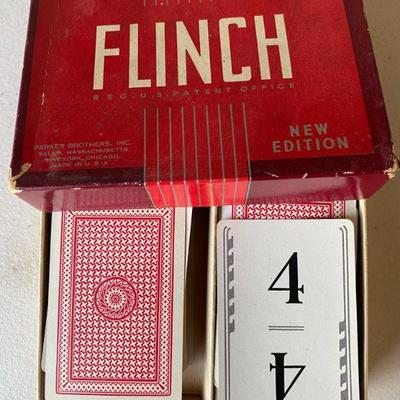 FLINCH
REG. U.S. PATENT OFFICE
PARKER BROTHERS, INC.
SALEM, MASSACHUSETTS
NEW YORK, CHICAGO
MADE IN U.S.A
NEW
EDITION
4
4